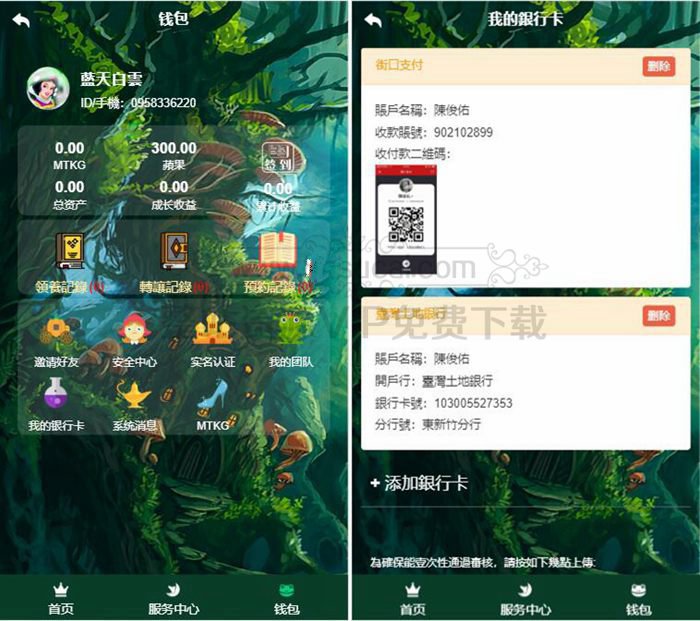 钱包
藍天白雲
ID/手機：0958336220
0.00
300.00
签到
MTKG
蘋果
0.00
0.00
0.00
总资产
成长收益
累计收益
領養記錄(0)
轉讓記錄(0)
預約記錄(0)
邀请好友
安全中心
实名认证
我的团队
我的银行卡
系统消息
MTKG
首页
服务中心
钱包
我的銀行卡
街口支付
删除
賬戶名稱：陳俊佑
收款賬號：902102899
收付款二維碼：
臺灣土地銀行
删除
賬戶名稱：陳俊佑
開戶行：臺灣土地銀行
銀行卡號：103005527353
分行號：東新竹分行
+ 添加銀行卡
為確保能壹次性通過審核，請按如下幾點上傳:
首页
服务中心
钱包
免费下载